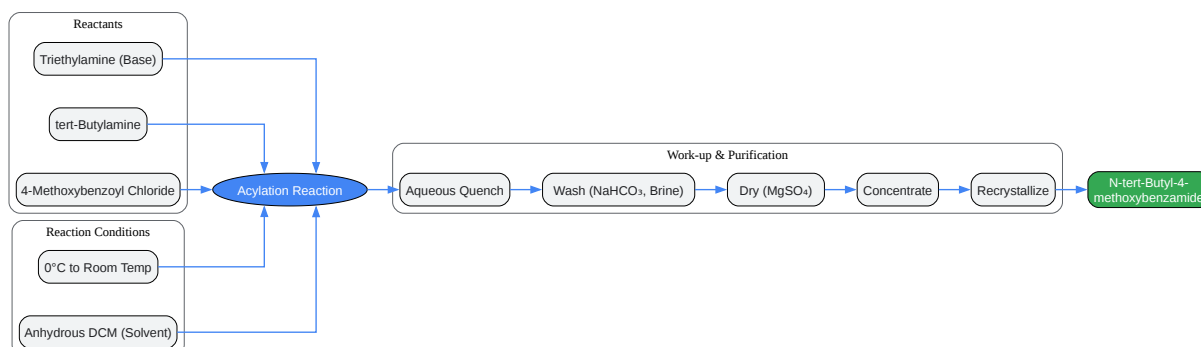 Reactants
Triethylamine (Base)
tert-Butylamine
4-Methoxybenzoyl Chloride
Acylation Reaction
Reaction Conditions
0°C to Room Temp
Anhydrous DCM (Solvent)
Work-up & Purification
Aqueous Quench
Wash (NaHCO₃, Brine)
Dry (MgSO₄)
Concentrate
Recrystallize
N-tert-Butyl-4-
methoxybenzamide